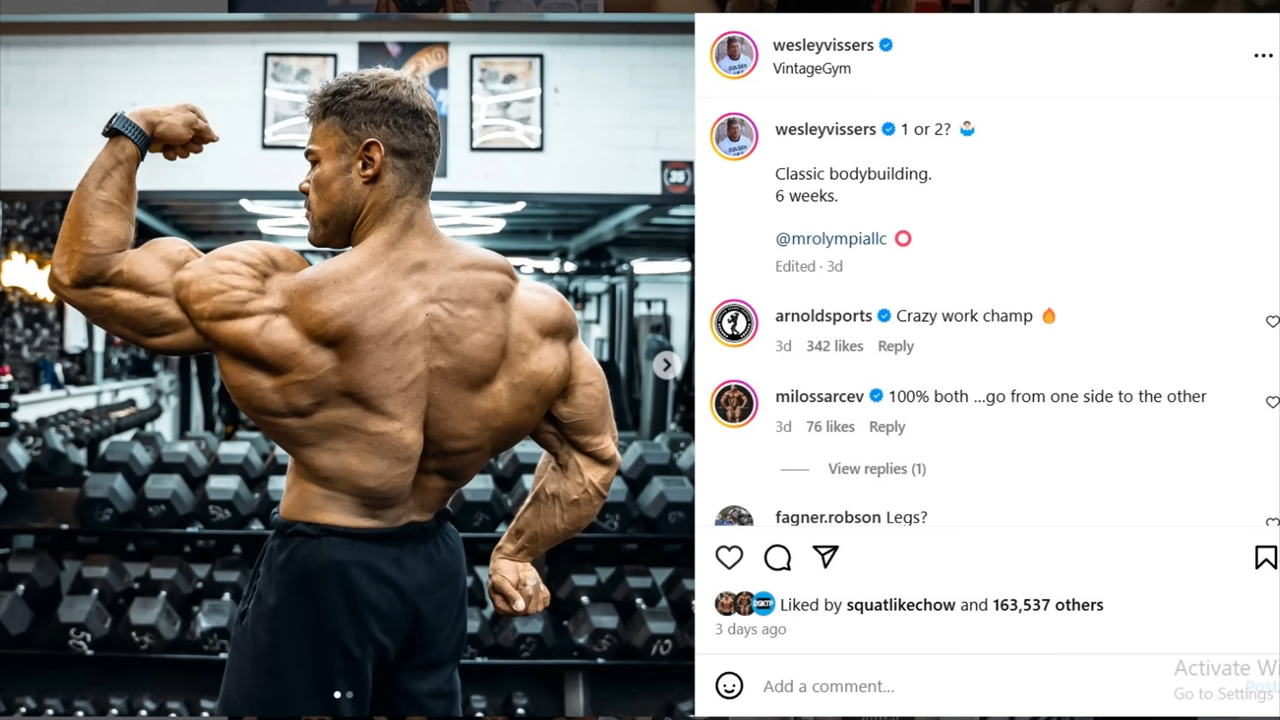 wesleyvissers
VintageGym
wesleyvissers 1 or 2? 🤷🏻‍♂️
Classic bodybuilding.
6 weeks.
@mrolympiallc ⭕
Edited · 3d
arnoldsports Crazy work champ 🔥
3d 342 likes Reply
milossarcev 100% both ...go from one side to the other
3d 76 likes Reply
View replies (1)
fagner.robson Legs?
Liked by squatlikechow and 163,537 others
3 days ago
Add a comment...
Post
Activate Wi
Go to Settings
35
10